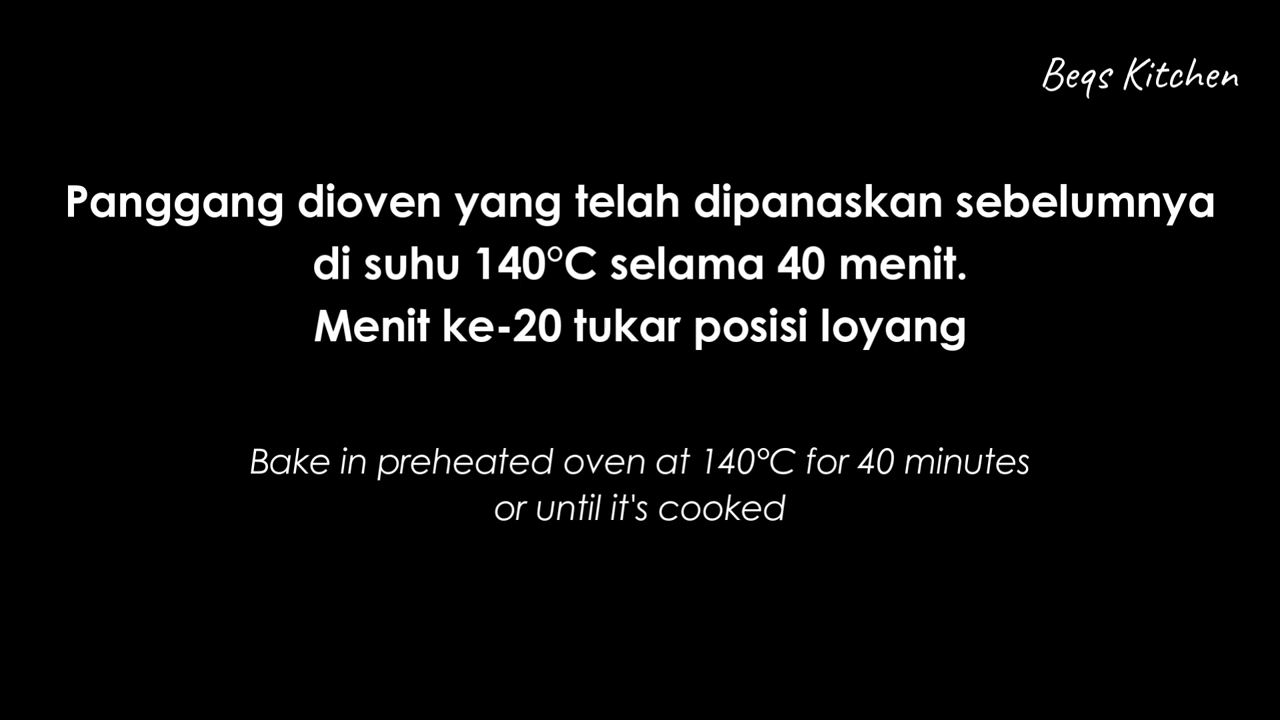 Beqs Kitchen
Panggang dioven yang telah dipanaskan sebelumnya
di suhu 140°C selama 40 menit.
Menit ke-20 tukar posisi loyang
Bake in preheated oven at 140°C for 40 minutes
or until it's cooked